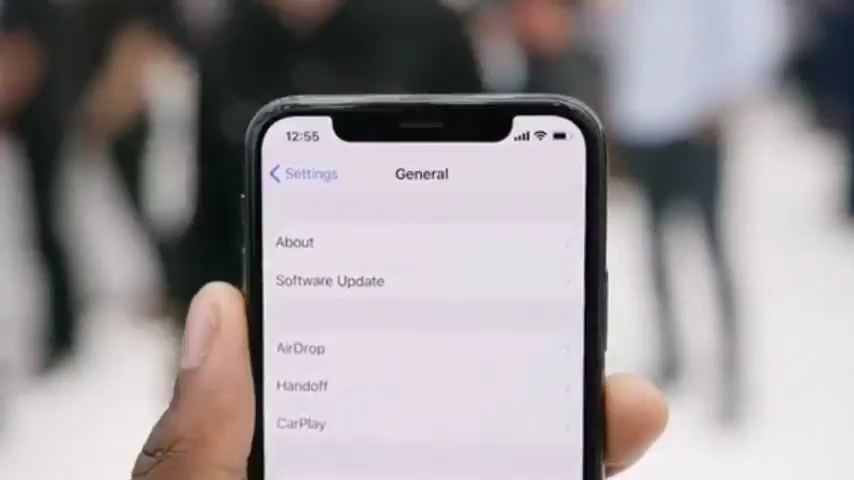 12:55
Settings
General
About
Software Update
AirDrop
Handoff
CarPlay